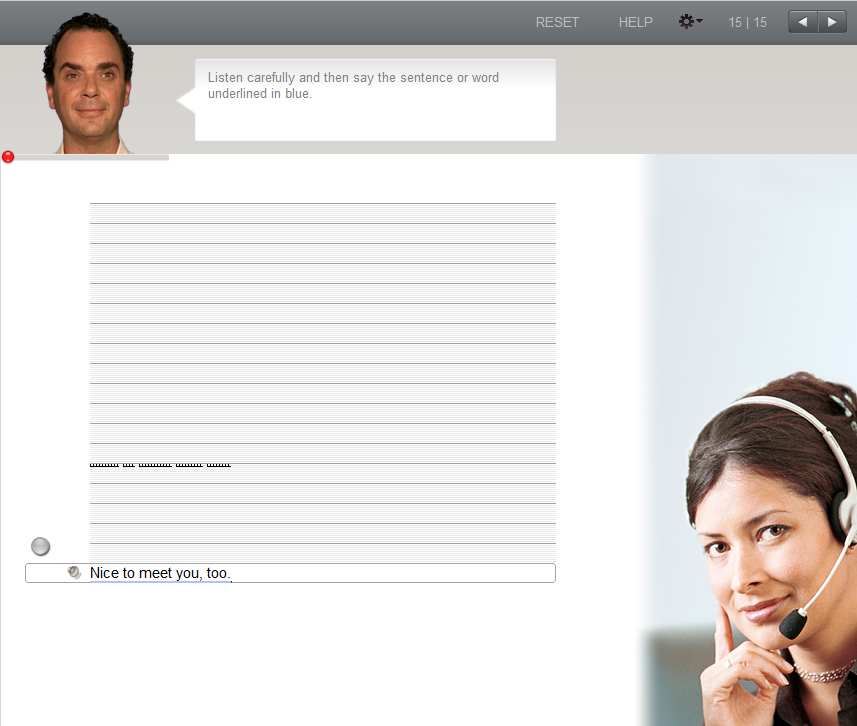 RESET HELP 15 | 15
Listen carefully and then say the sentence or word
underlined in blue.
Nice to meet you, too.